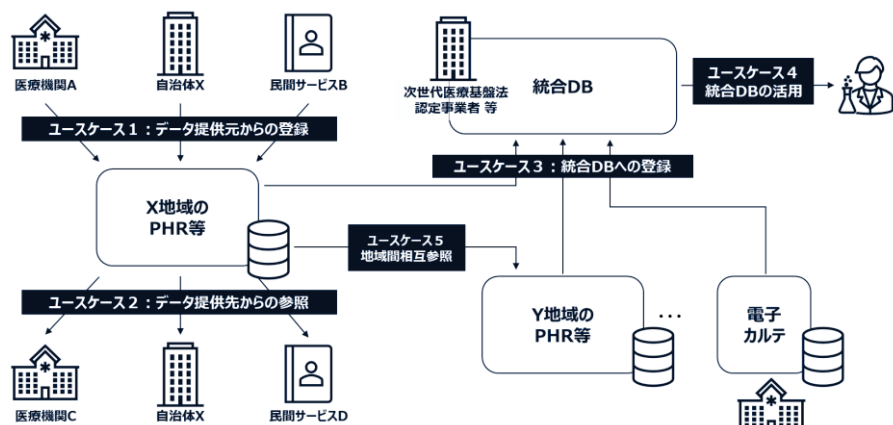 医療機関A
自治体X
民間サービスB
ユースケース1：データ提供元からの登録
X地域の
PHR等
ユースケース2：データ提供先からの参照
医療機関C
自治体X
民間サービスD
次世代医療基盤法
認定事業者 等
統合DB
ユースケース4
統合DBの活用
ユースケース3：統合DBへの登録
ユースケース5
地域間相互参照
Y地域の
PHR等
...
電子
カルテ